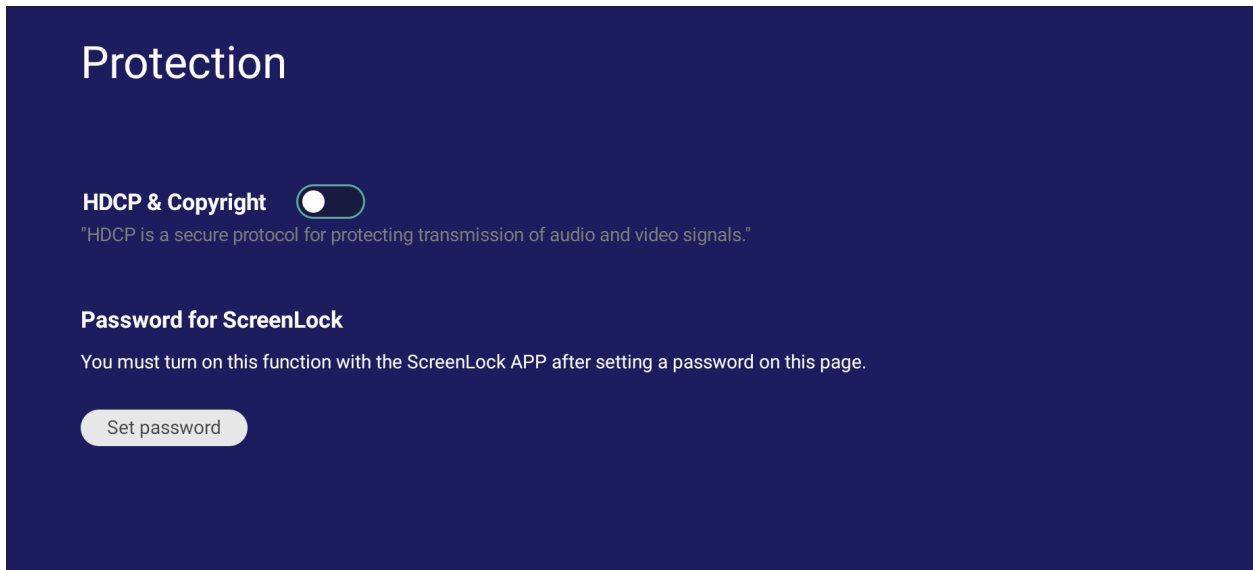 Protection
HDCP & Copyright
"HDCP is a secure protocol for protecting transmission of audio and video signals."
Password for ScreenLock
You must turn on this function with the ScreenLock APP after setting a password on this page.
Set password